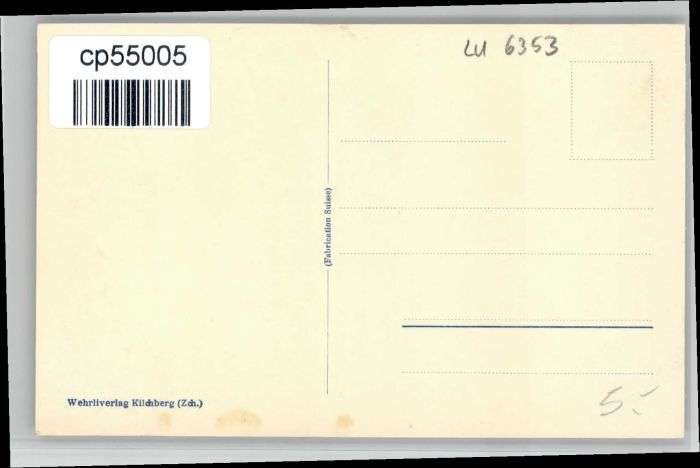 cp55005
LU 6353
(Fabrication Suisse)
Wehrliverlag Kilchberg (Zch.)
5.-